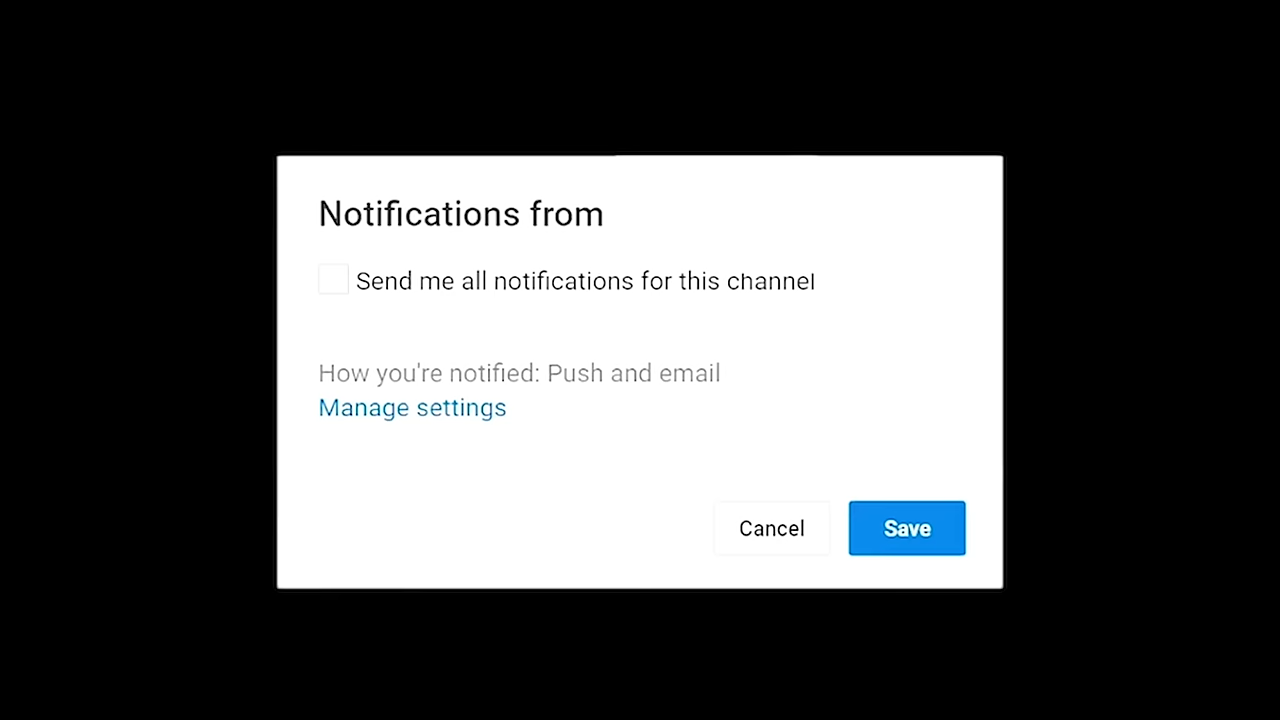 Notifications from
Send me all notifications for this channel
How you're notified: Push and email
Manage settings
Cancel
Save